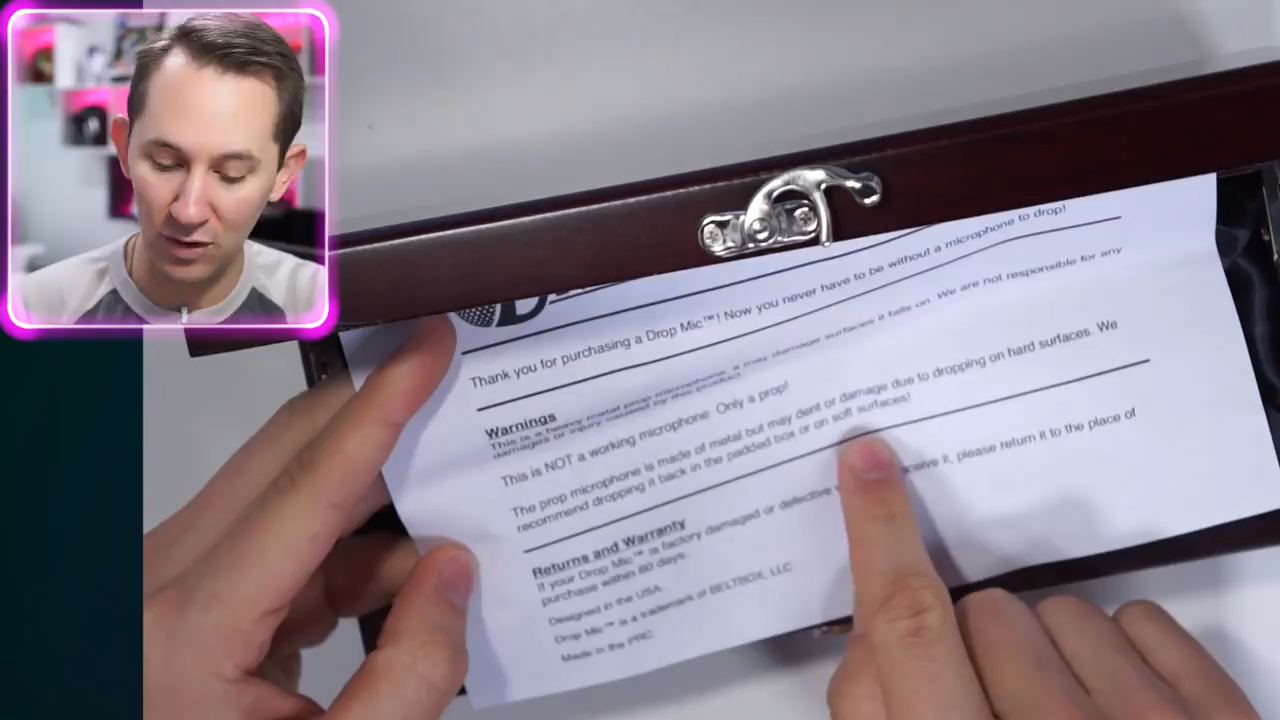 D
Thank you for purchasing a Drop Mic™! Now you never have to be without a microphone to drop!
Warnings
This is a heavy metal prop microphone, it may damage surfaces it falls on. We are not responsible for any
damages or injury caused by this product.
This is NOT a working microphone. Only a prop!
The prop microphone is made of metal but may dent or damage due to dropping on hard surfaces. We
recommend dropping it back in the padded box or on soft surfaces!
Returns and Warranty
If your Drop Mic™ is factory damaged or defective it, please return it to the place of
purchase within 60 days.
Designed in the USA.
Drop Mic™ is a trademark of BELTBOX, LLC
Made in the PRC.